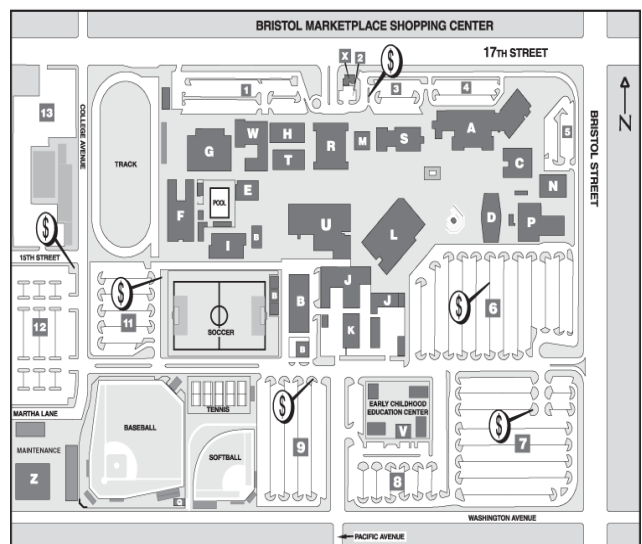 BRISTOL MARKETPLACE SHOPPING CENTER
17TH STREET
X 2
$
1
3
4
5
13
COLLEGE AVENUE
BRISTOL STREET
N
TRACK
G
W
H
T
R
M
S
A
C
N
F
E
POOL
I
B
U
L
D
P
$
15TH STREET
$
11
SOCCER
B
B
B
J
J
K
$
6
12
MARTHA LANE
MAINTENANCE
Z
BASEBALL
TENNIS
SOFTBALL
$
9
EARLY CHILDHOOD
EDUCATION CENTER
V
8
$
7
WASHINGTON AVENUE
PACIFIC AVENUE